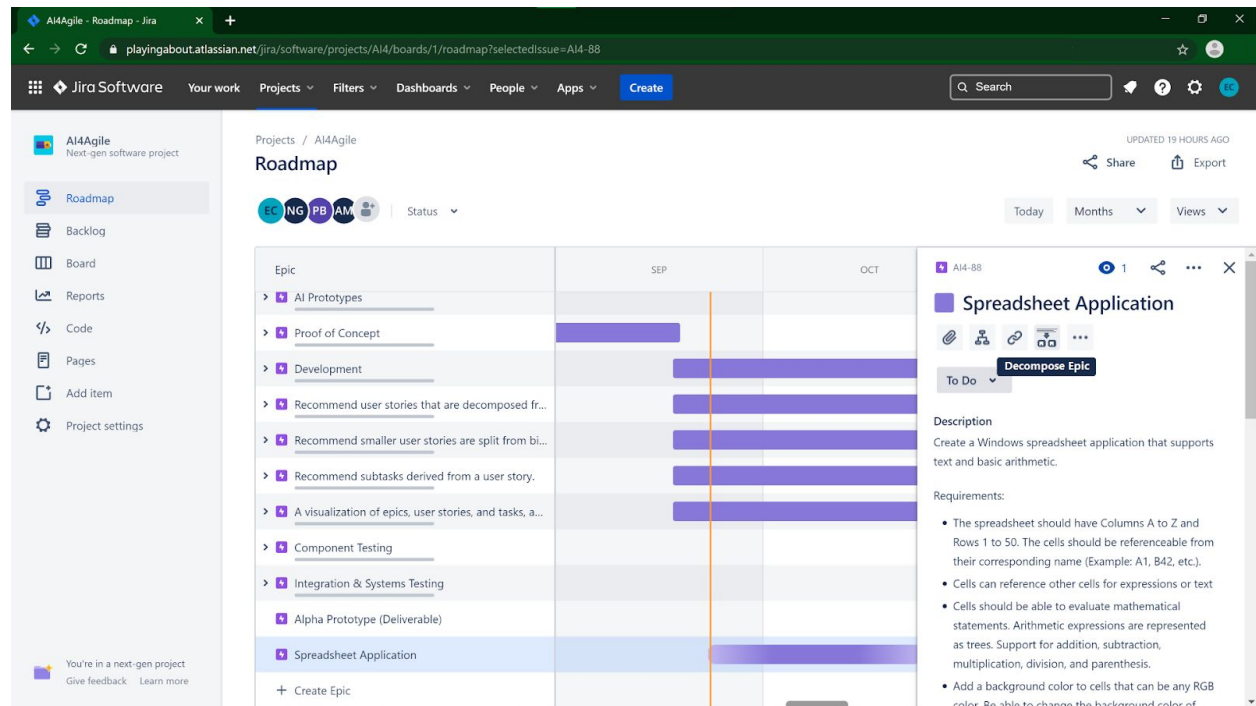 AI4Agile - Roadmap - Jira
playingabout.atlassian.net/jira/software/projects/AI4/boards/1/roadmap?selectedIssue=AI4-88
Jira Software Your work Projects Filters Dashboards People Apps Create Search EC
AI4Agile
Next-gen software project
Roadmap
Backlog
Board
Reports
Code
Pages
Add item
Project settings
You're in a next-gen project
Give feedback Learn more
Projects / AI4Agile
UPDATED 19 HOURS AGO
Roadmap
Share Export
EC NG PB AM Status
Today Months Views
Epic SEP OCT
AI Prototypes
Proof of Concept
Development
Recommend user stories that are decomposed fr...
Recommend smaller user stories are split from bi...
Recommend subtasks derived from a user story.
A visualization of epics, user stories, and tasks, a...
Component Testing
Integration & Systems Testing
Alpha Prototype (Deliverable)
Spreadsheet Application
+ Create Epic
AI4-88 1
Spreadsheet Application
Decompose Epic
To Do
Description
Create a Windows spreadsheet application that supports
text and basic arithmetic.
Requirements:
• The spreadsheet should have Columns A to Z and
Rows 1 to 50. The cells should be referenceable from
their corresponding name (Example: A1, B42, etc.).
• Cells can reference other cells for expressions or text
• Cells should be able to evaluate mathematical
statements. Arithmetic expressions are represented
as trees. Support for addition, subtraction,
multiplication, division, and parenthesis.
• Add a background color to cells that can be any RGB
color. Be able to change the background color of